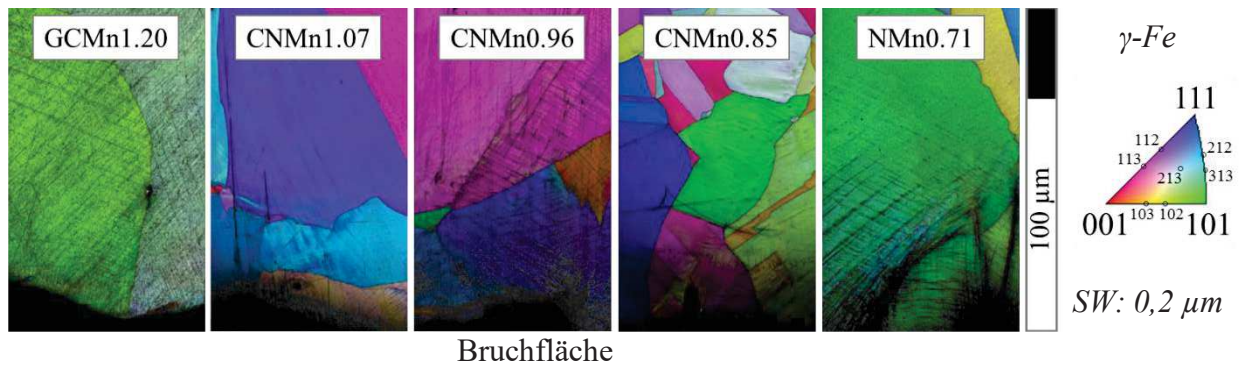 GCMn1.20
CNMn1.07
CNMn0.96
CNMn0.85
NMn0.71
100 µm
γ-Fe
111
112
212
113
213
313
001
103
102
101
SW: 0,2 µm
Bruchfläche